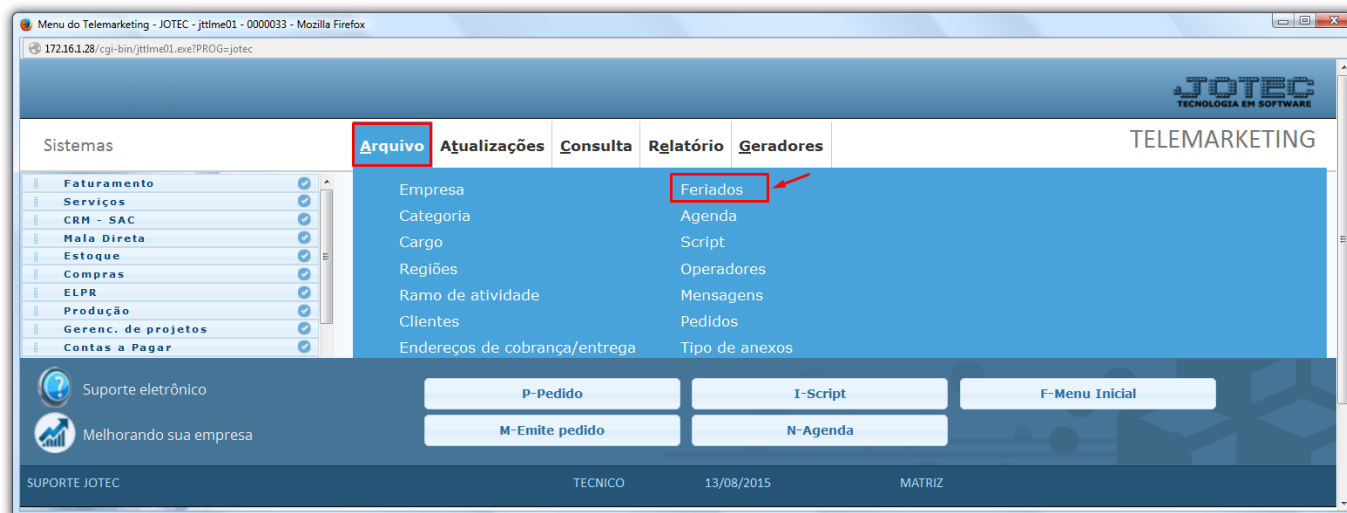 Menu do Telemarketing - JOTEC - jttlme01 - 0000033 - Mozilla Firefox
172.16.1.28/cgi-bin/jttlme01.exe?PROG=jotec
JOTEC
TECNOLOGIA EM SOFTWARE
Sistemas
Arquivo Atualizações Consulta Relatório Geradores
TELEMARKETING
Faturamento
Serviços
CRM - SAC
Mala Direta
Estoque
Compras
ELPR
Produção
Gerenc. de projetos
Contas a Pagar
Empresa
Categoria
Cargo
Regiões
Ramo de atividade
Clientes
Endereços de cobrança/entrega
Feriados
Agenda
Script
Operadores
Mensagens
Pedidos
Tipo de anexos
Suporte eletrônico
Melhorando sua empresa
P-Pedido I-Script F-Menu Inicial
M-Emite pedido N-Agenda
SUPORTE JOTEC TECNICO 13/08/2015 MATRIZ